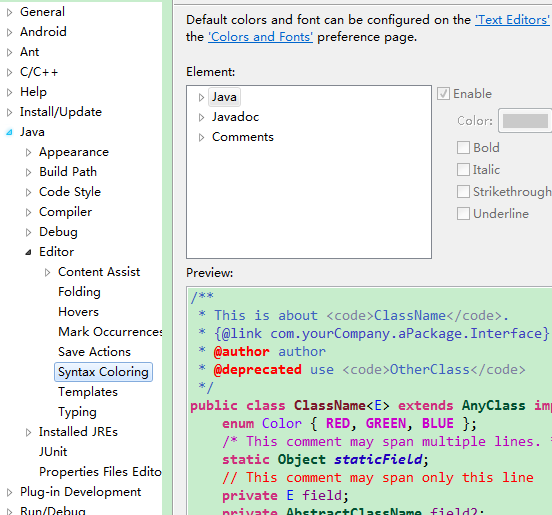 General
Android
Ant
C/C++
Help
Install/Update
Java
Appearance
Build Path
Code Style
Compiler
Debug
Editor
Content Assist
Folding
Hovers
Mark Occurrences
Save Actions
Syntax Coloring
Templates
Typing
Installed JREs
JUnit
Properties Files Edito
Plug-in Development
Run/Debug
Default colors and font can be configured on the 'Text Editors'
the 'Colors and Fonts' preference page.
Element:
Java
Javadoc
Comments
Enable
Color:
Bold
Italic
Strikethrough
Underline
Preview:
/**
* This is about <code>ClassName</code>.
* {@link com.yourCompany.aPackage.Interface}
* @author author
* @deprecated use <code>OtherClass</code>
*/
public class ClassName<E> extends AnyClass imp
enum Color { RED, GREEN, BLUE };
/* This comment may span multiple lines. *
static Object staticField;
// This comment may span only this line
private E field;
private AbstractClassName field2;